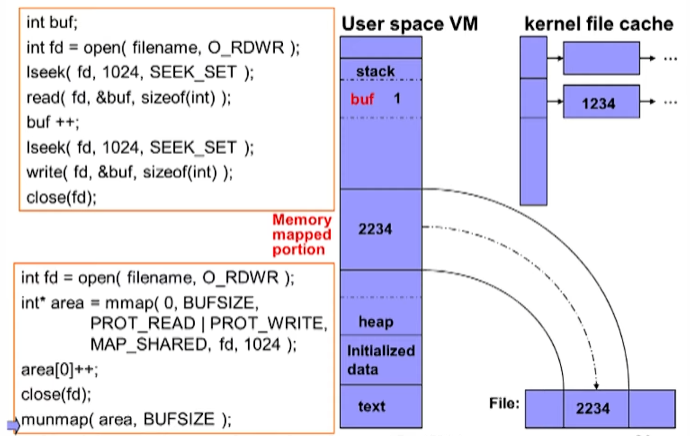 int buf;
int fd = open( filename, O_RDWR );
lseek( fd, 1024, SEEK_SET );
read( fd, &buf, sizeof(int) );
buf ++;
lseek( fd, 1024, SEEK_SET );
write( fd, &buf, sizeof(int) );
close(fd);
User space VM
stack
buf 1
Memory
mapped
portion
2234
heap
Initialized
data
text
kernel file cache
...
1234 ...
int fd = open( filename, O_RDWR );
int* area = mmap( 0, BUFSIZE,
PROT_READ | PROT_WRITE,
MAP_SHARED, fd, 1024 );
area[0]++;
close(fd);
munmap( area, BUFSIZE );
File: 2234